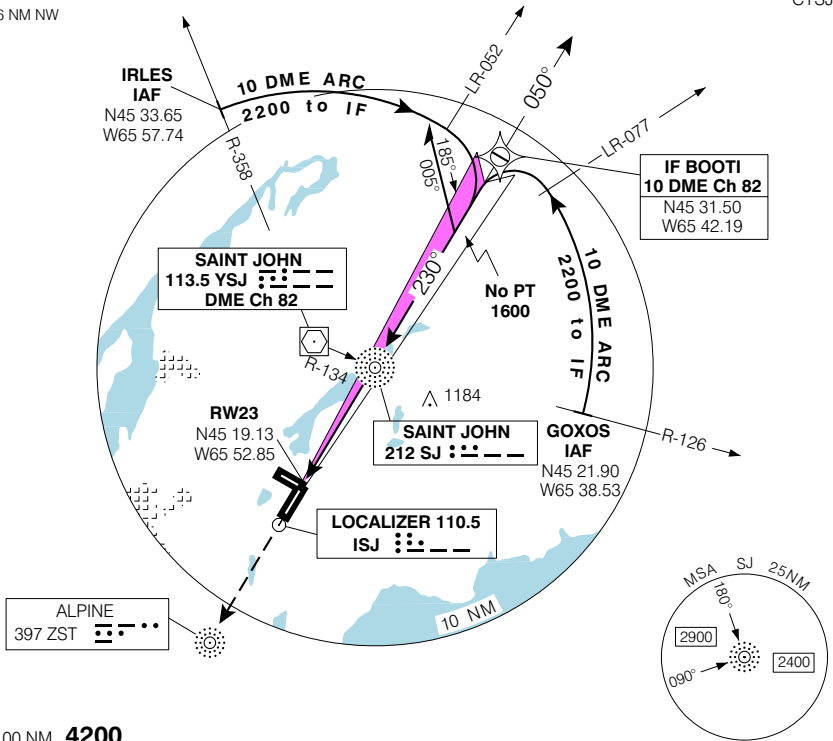 6 NM NW
IRLES
IAF
N45 33.65
W65 57.74
10 DME ARC
2200 to IF
LR-052
050°
LR-077
R-358
185°
005°
IF BOOTI
10 DME Ch 82
N45 31.50
W65 42.19
SAINT JOHN
113.5 YSJ
DME Ch 82
230°
No PT
1600
10 DME ARC
2200 to IF
R-134
1184
RW23
N45 19.13
W65 52.85
SAINT JOHN
212 SJ
GOXOS
IAF
N45 21.90
W65 38.53
R-126
LOCALIZER 110.5
ISJ
MSA SJ 25NM
180°
2900
2400
090°
ALPINE
397 ZST
10 NM
00 NM 4200